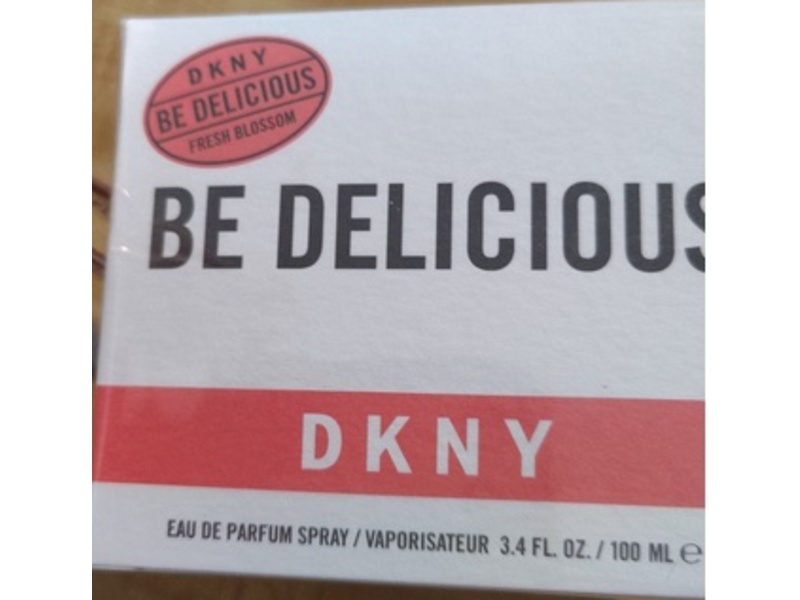 DKNY
BE DELICIOUS
FRESH BLOSSOM
BE DELICIOUS
DKNY
EAU DE PARFUM SPRAY / VAPORISATEUR 3.4 FL. OZ. / 100 ML ℮